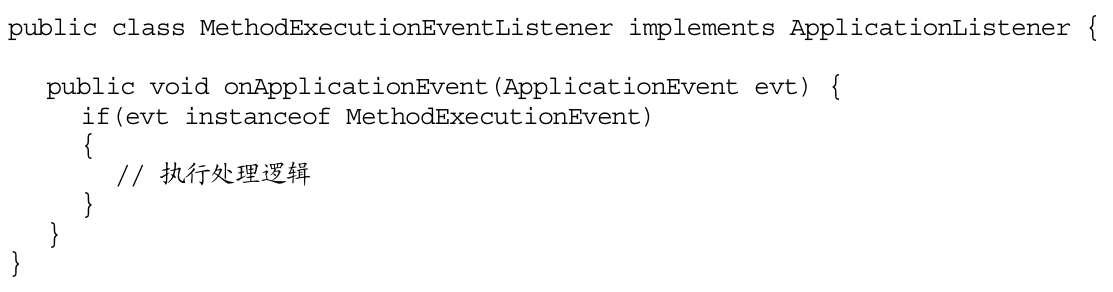 public class MethodExecutionEventListener implements ApplicationListener {
public void onApplicationEvent(ApplicationEvent evt) {
if(evt instanceof MethodExecutionEvent)
{
// 执行处理逻辑
}
}
}